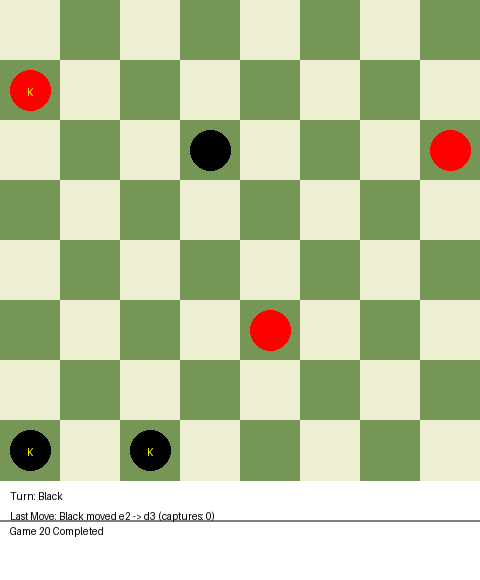 K
K
K
Turn: Black
Last Move: Black moved e2 -> d3 (captures: 0)
Game 20 Completed